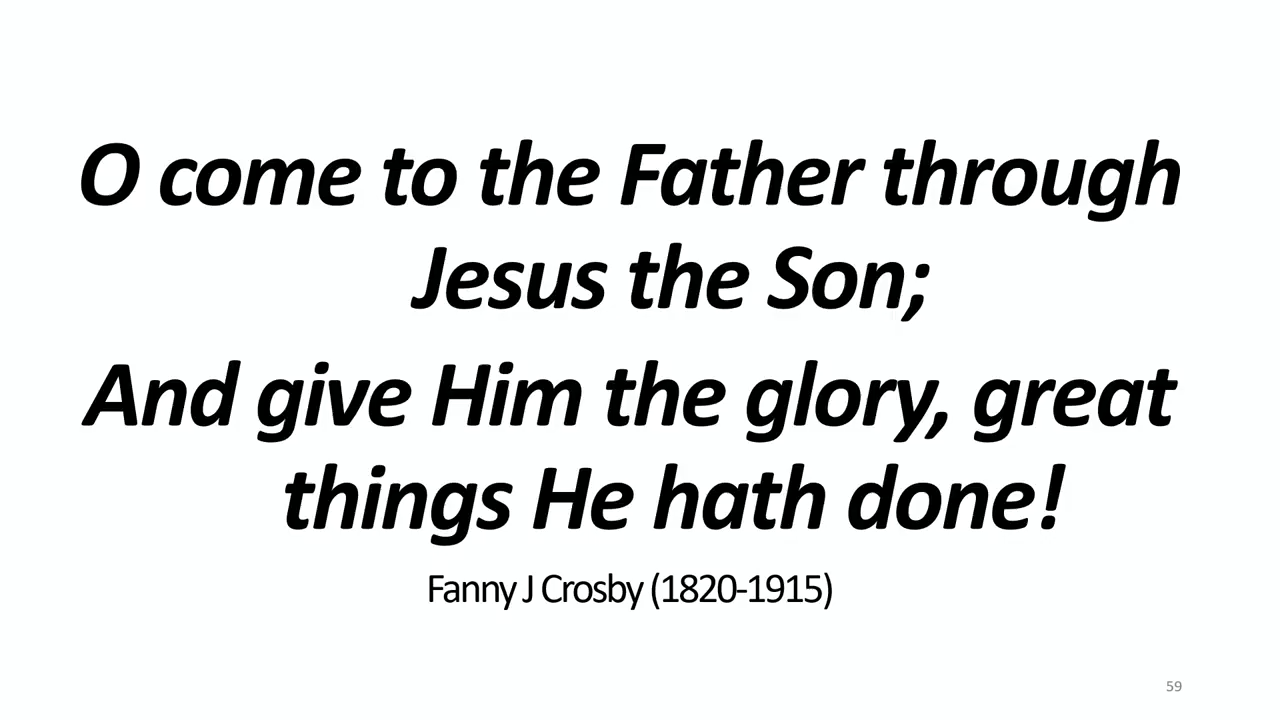 O come to the Father through
Jesus the Son;
And give Him the glory, great
things He hath done!
Fanny J Crosby (1820-1915)
59